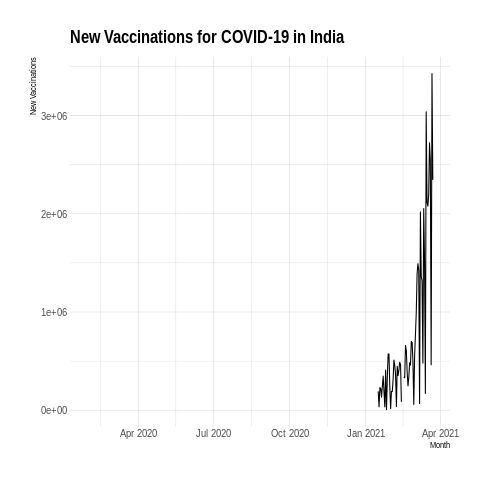 New Vaccinations for COVID-19 in India
New Vaccinations
3e+06
2e+06
1e+06
0e+00
Apr 2020 Jul 2020 Oct 2020 Jan 2021 Apr 2021
Month